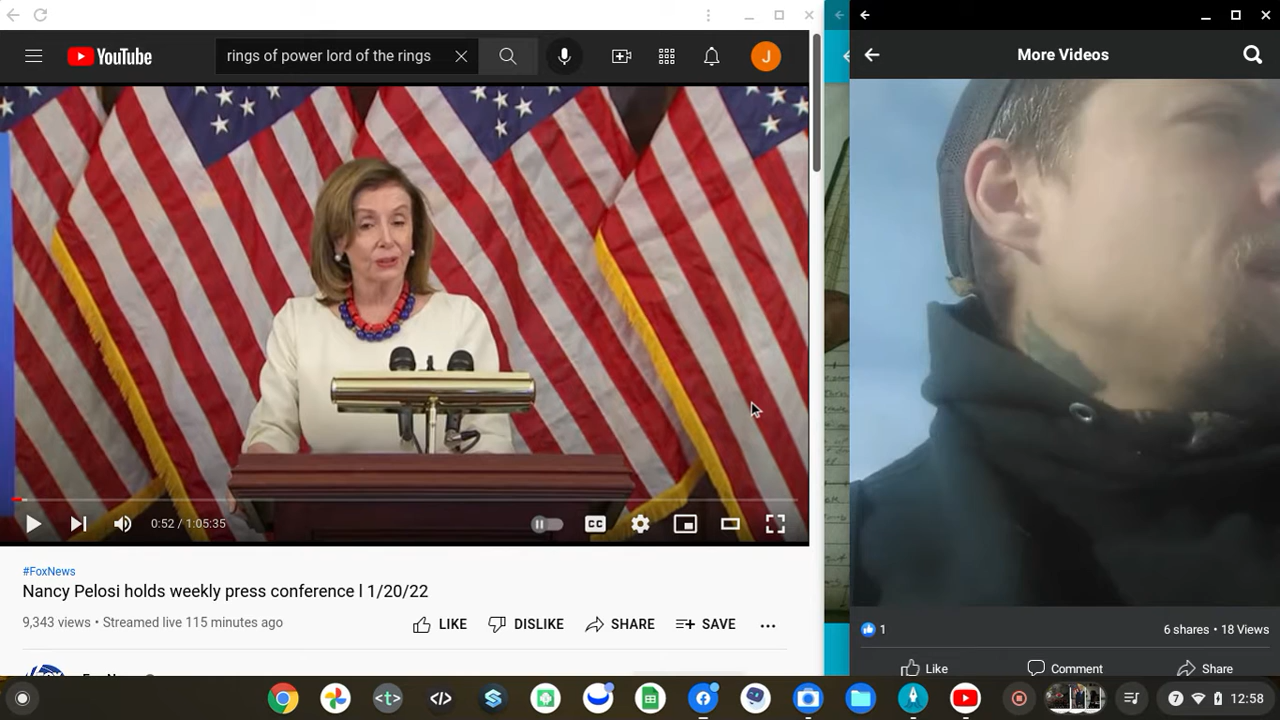 YouTube
rings of power lord of the rings
J
0:52 / 1:05:35
CC
#FoxNews
Nancy Pelosi holds weekly press conference l 1/20/22
9,343 views • Streamed live 115 minutes ago
LIKE
DISLIKE
SHARE
SAVE
More Videos
1
6 shares • 18 Views
Like
Comment
Share
7
12:58